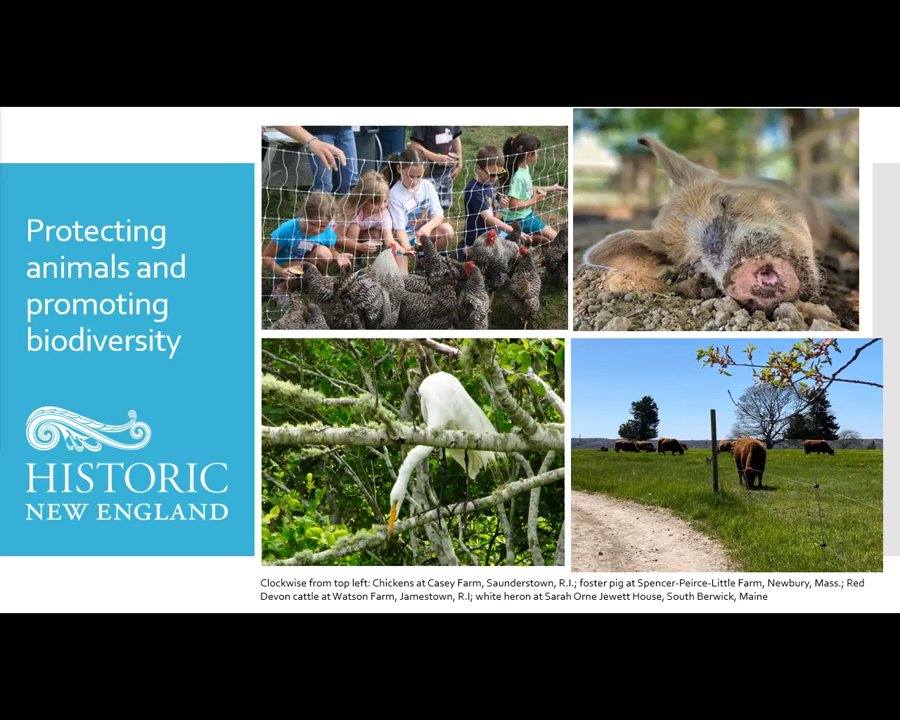 Protecting
animals and
promoting
biodiversity
HISTORIC
NEW ENGLAND
Clockwise from top left: Chickens at Casey Farm, Saunderstown, R.I.; foster pig at Spencer-Peirce-Little Farm, Newbury, Mass.; Red
Devon cattle at Watson Farm, Jamestown, R.I; white heron at Sarah Orne Jewett House, South Berwick, Maine